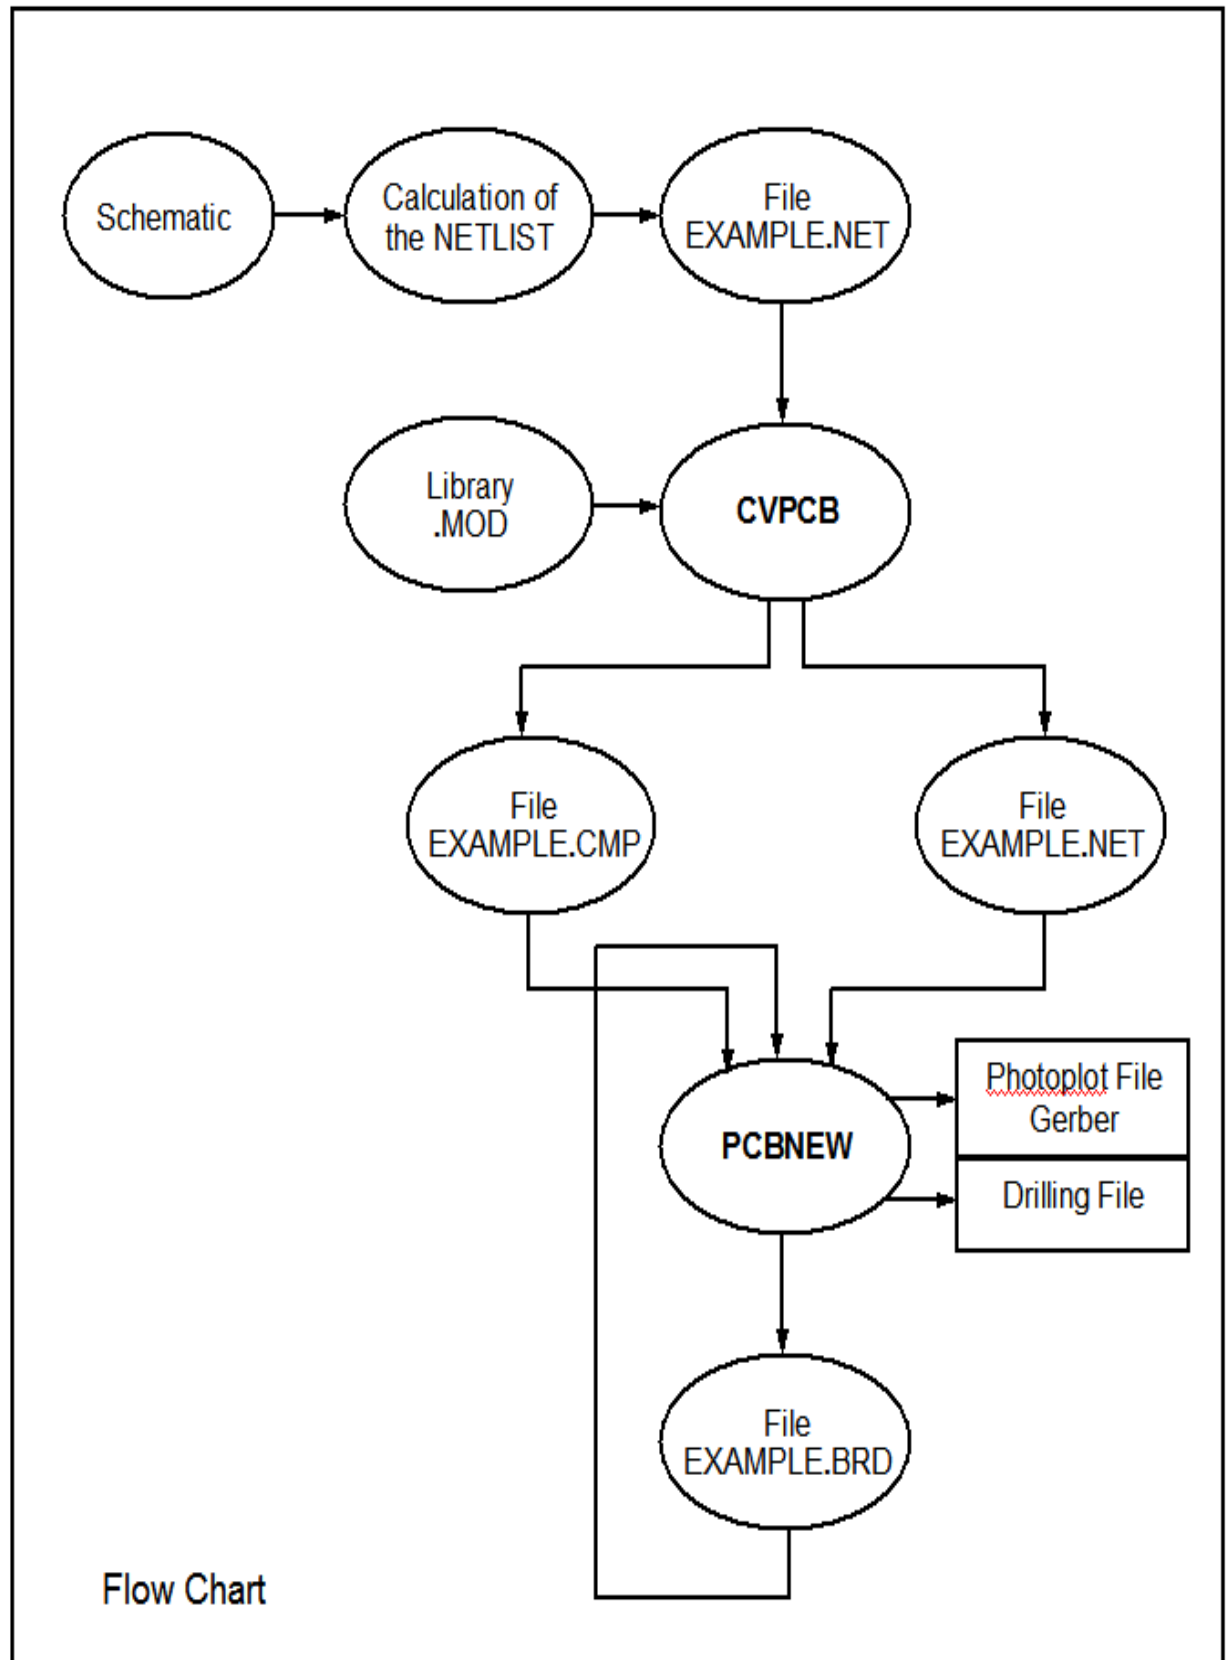 Schematic
Calculation of
the NETLIST
File
EXAMPLE.NET
Library
.MOD
CVPCB
File
EXAMPLE.CMP
File
EXAMPLE.NET
PCBNEW
Photoplot File
Gerber
Drilling File
File
EXAMPLE.BRD
Flow Chart